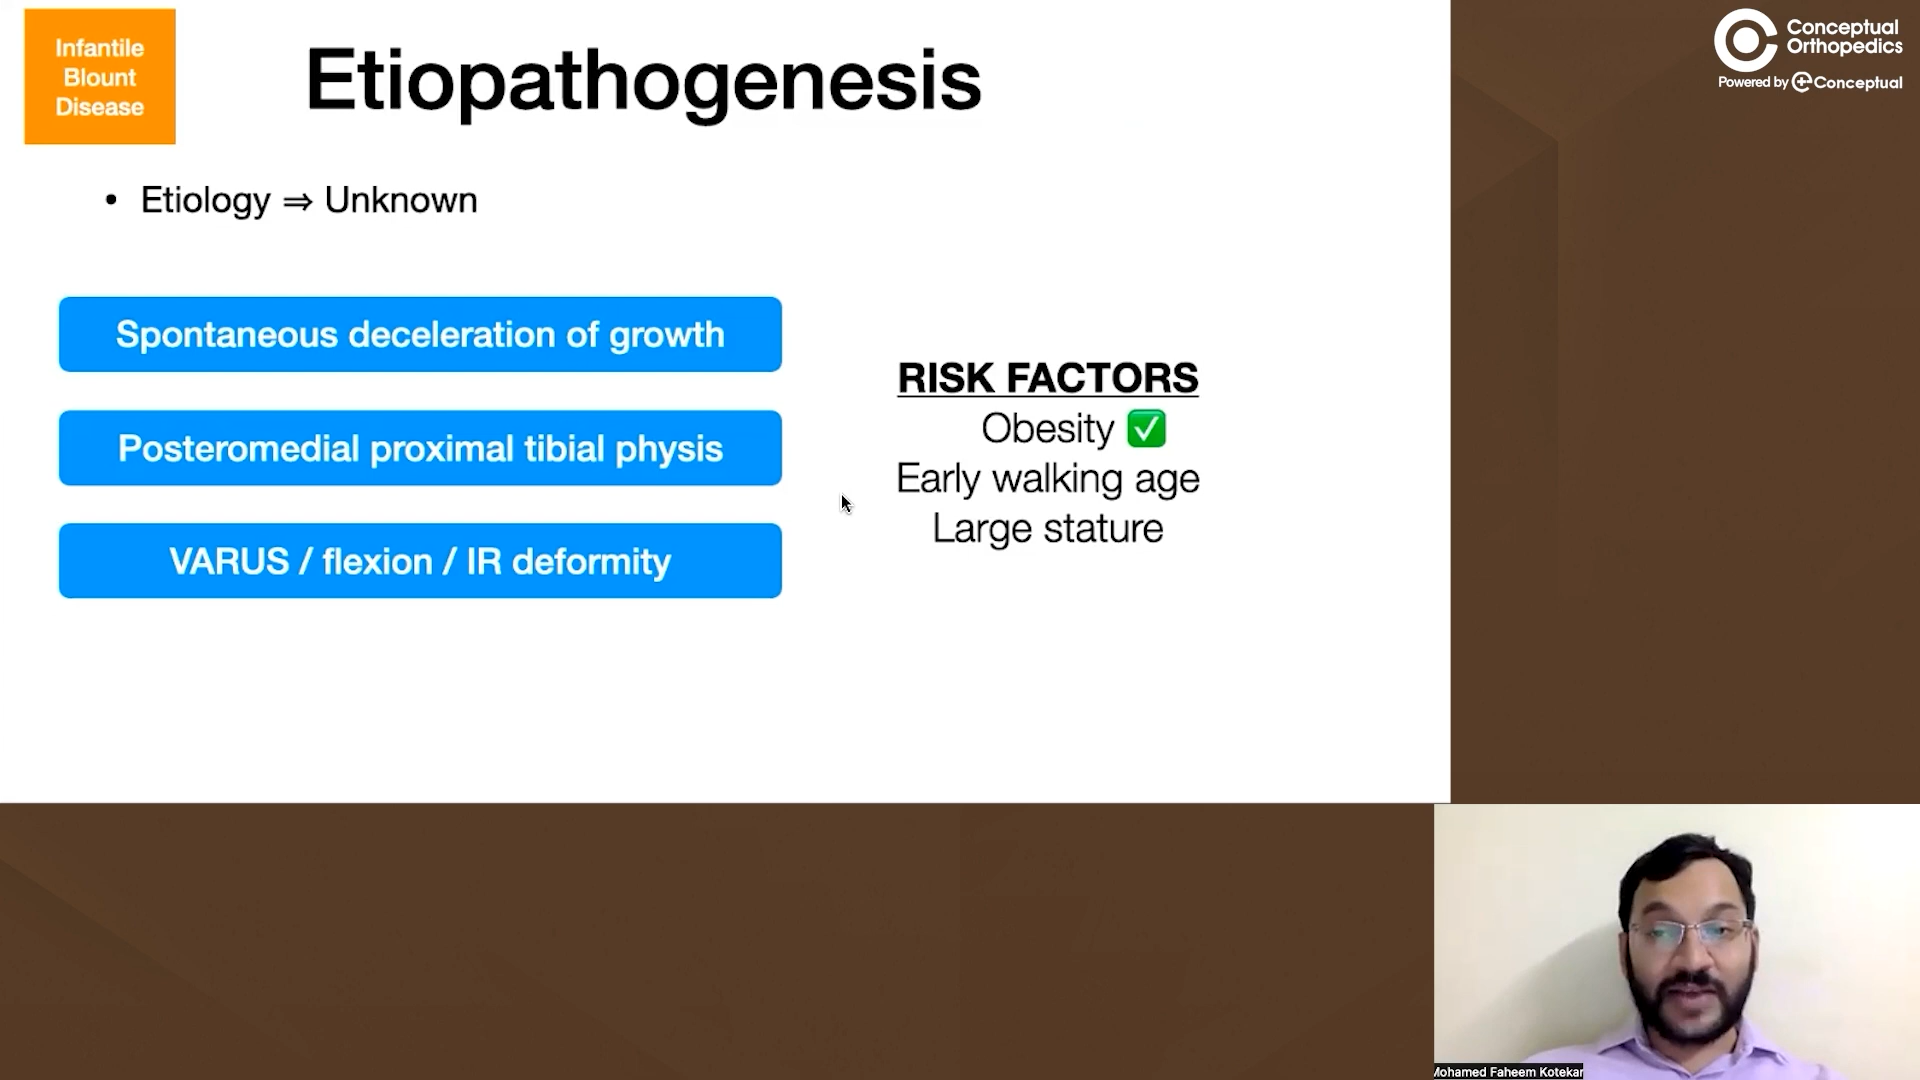 Infantile
Blount
Disease
Etiopathogenesis
• Etiology ⇒ Unknown
Spontaneous deceleration of growth
Posteromedial proximal tibial physis
VARUS / flexion / IR deformity
RISK FACTORS
Obesity ✅
Early walking age
Large stature
Conceptual
Orthopedics
Powered by Conceptual
Mohamed Faheem Kotekar